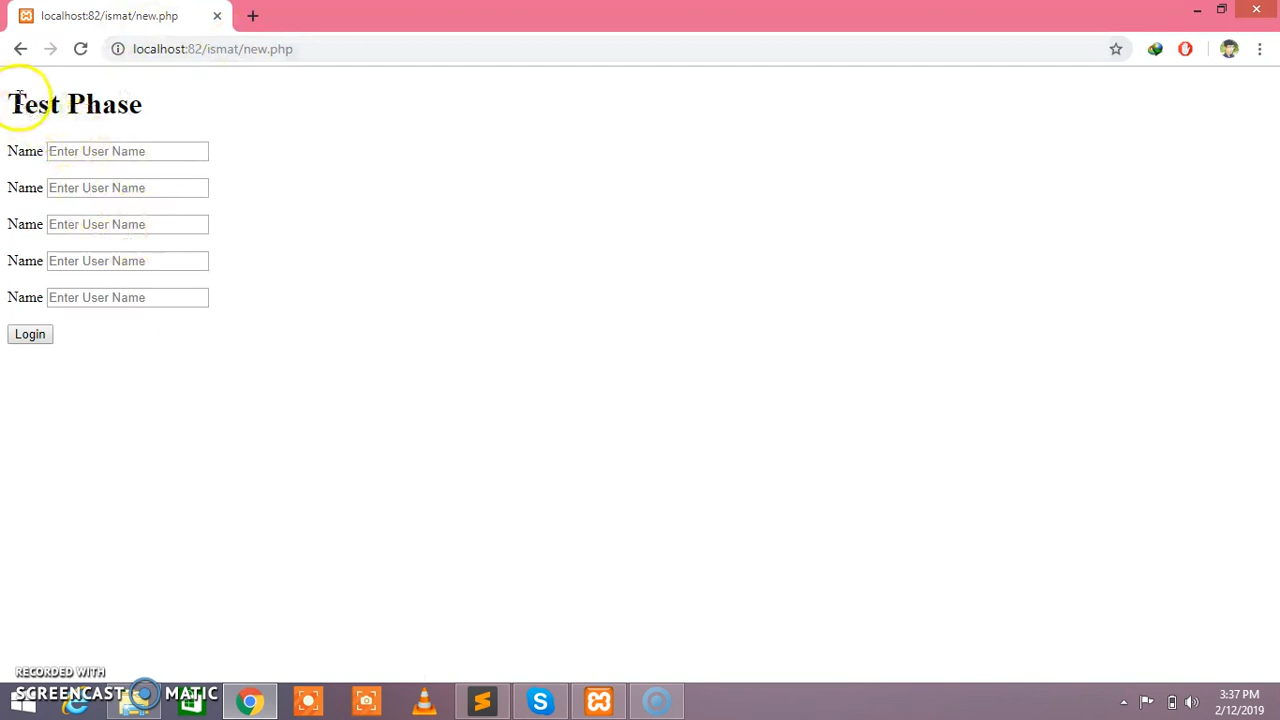 localhost:82/ismat/new.php
localhost:82/ismat/new.php
Test Phase
Name Enter User Name
Name Enter User Name
Name Enter User Name
Name Enter User Name
Name Enter User Name
Login
RECORDED WITH
SCREENCAST MATIC
3:37 PM
2/12/2019